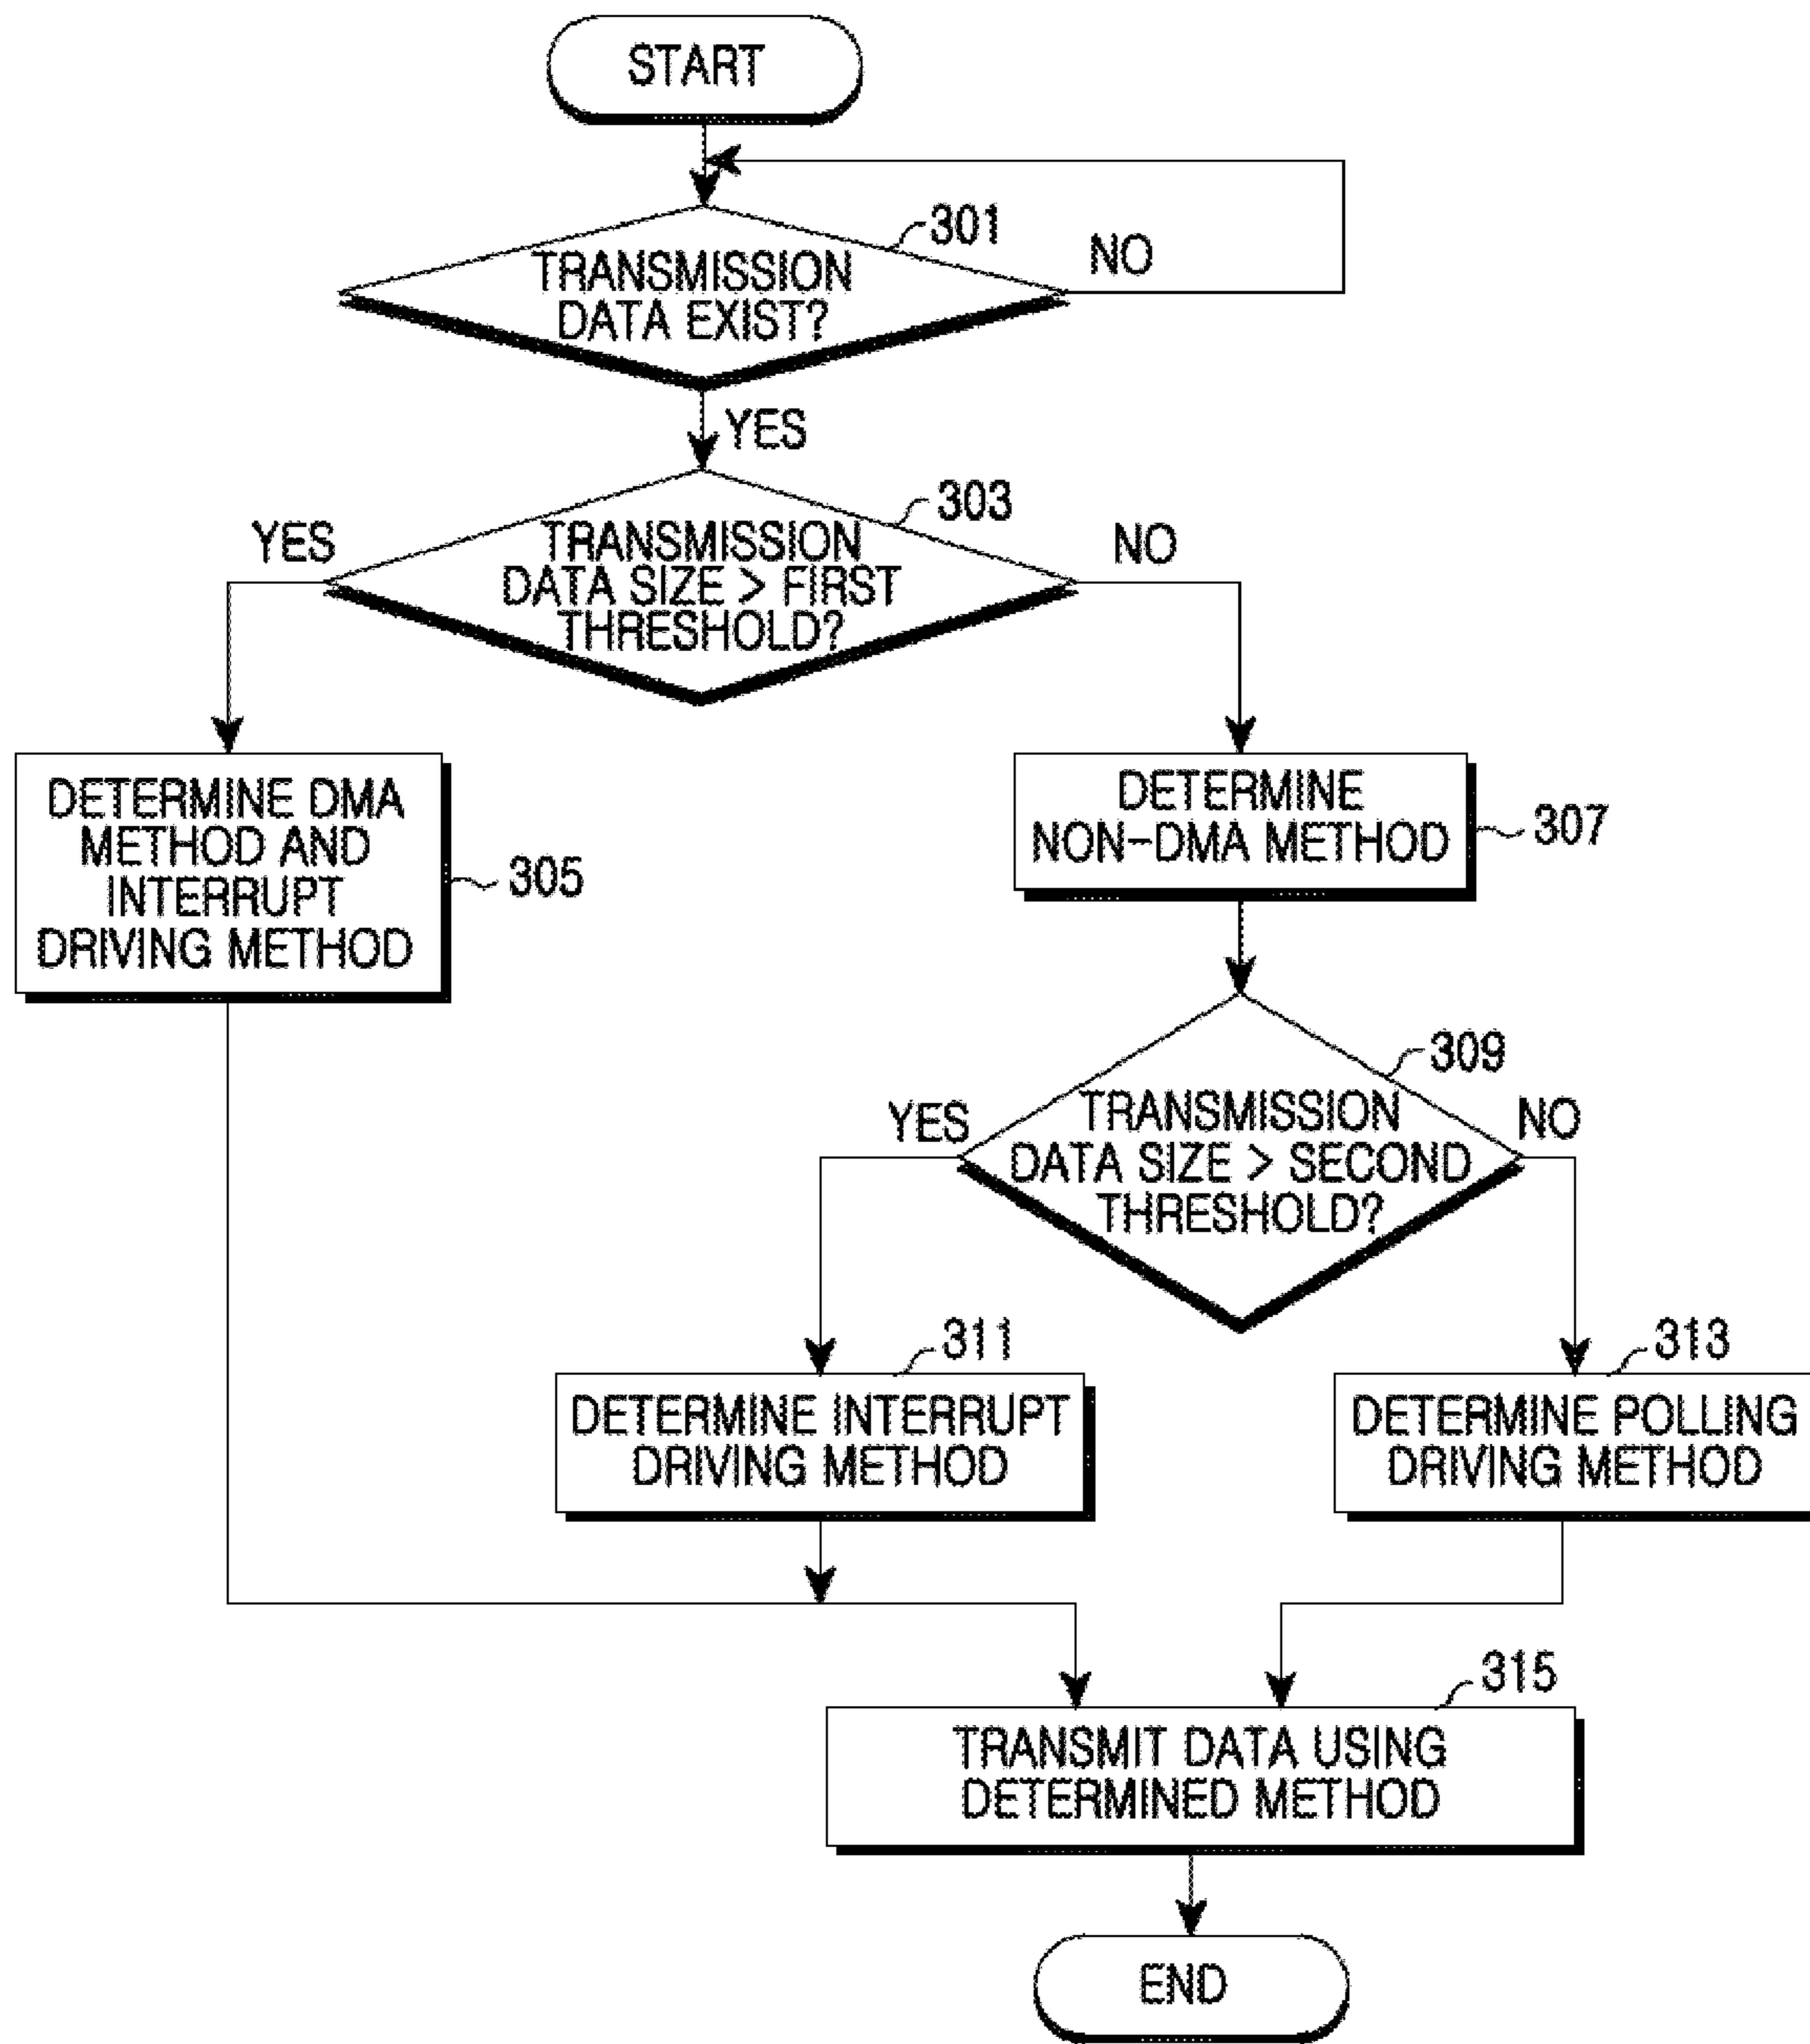 START
301
NO
TRANSMISSION
DATA EXIST?
YES
303
YES
NO
TRANSMISSION
DATA SIZE > FIRST
THRESHOLD?
DETERMINE DMA
METHOD AND
INTERRUPT
DRIVING METHOD
305
DETERMINE
NON-DMA METHOD
307
309
YES
NO
TRANSMISSION
DATA SIZE > SECOND
THRESHOLD?
311
DETERMINE INTERRUPT
DRIVING METHOD
313
DETERMINE POLLING
DRIVING METHOD
315
TRANSMIT DATA USING
DETERMINED METHOD
END